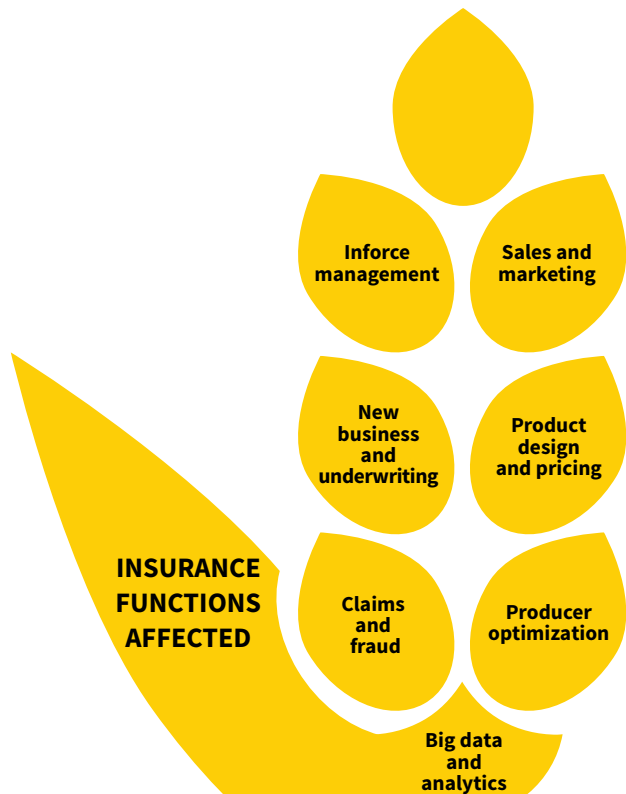 Inforce
management
Sales and
marketing
New
business
and
underwriting
Product
design
and pricing
INSURANCE
FUNCTIONS
AFFECTED
Claims
and
fraud
Producer
optimization
Big data
and
analytics